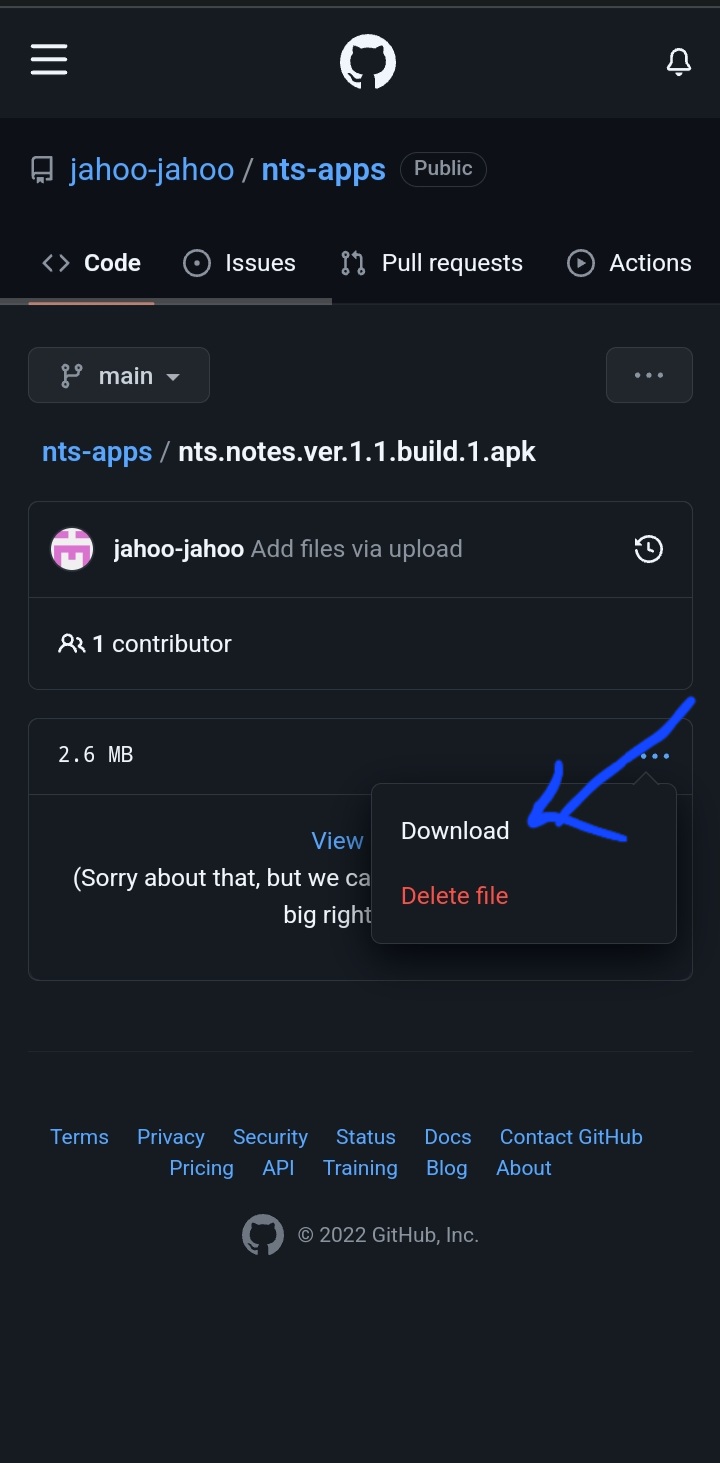 jahoo-jahoo / nts-apps Public
Code Issues Pull requests Actions
main
nts-apps / nts.notes.ver.1.1.build.1.apk
jahoo-jahoo Add files via upload
1 contributor
2.6 MB
Download
View
(Sorry about that, but we ca
Delete file
big right
Terms Privacy Security Status Docs Contact GitHub
Pricing API Training Blog About
© 2022 GitHub, Inc.